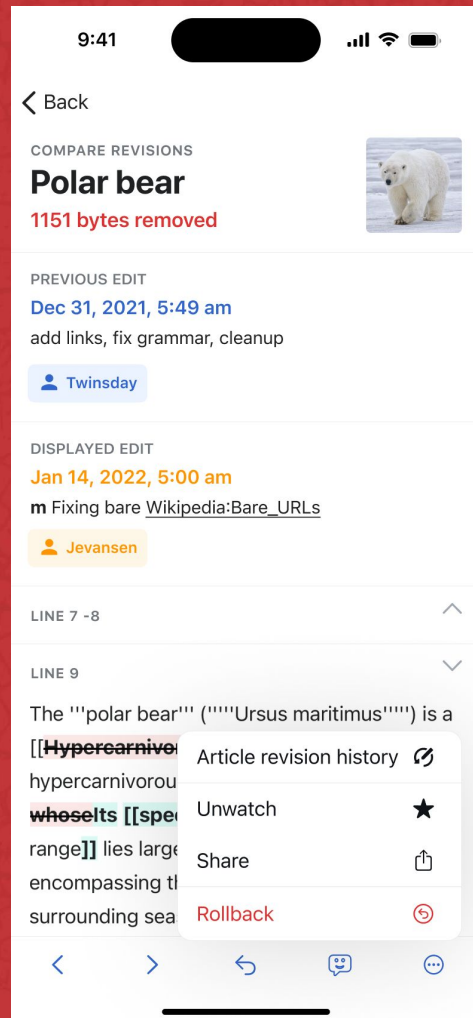 9:41
Back
COMPARE REVISIONS
Polar bear
1151 bytes removed
PREVIOUS EDIT
Dec 31, 2021, 5:49 am
add links, fix grammar, cleanup
Twinsday
DISPLAYED EDIT
Jan 14, 2022, 5:00 am
m Fixing bare Wikipedia:Bare_URLs
Jevansen
LINE 7 -8
LINE 9
The '''polar bear''' ('''''Ursus maritimus''''') is a
[[
hypercarnivorou
whoseIts [[spe
range]] lies large
encompassing th
surrounding sea
Article revision history
Unwatch
Share
Rollback